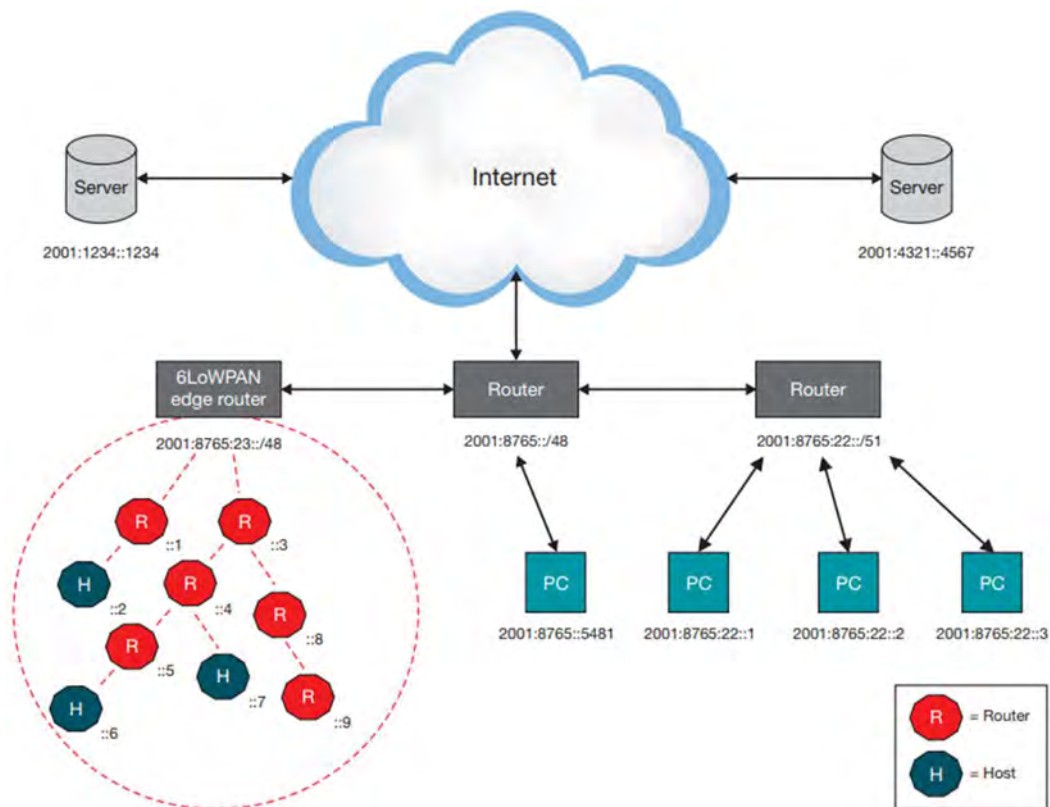 Internet
Server
Server
2001:1234::1234
2001:4321::4567
6LoWPAN
edge router
Router
Router
2001:8765:23::/48
2001:8765::/48
2001:8765:22::/51
R
::1
R
::3
H
::2
R
::4
R
::8
R
::5
H
::7
R
::9
H
::6
PC
PC
PC
PC
2001:8765::5481
2001:8765:22::1
2001:8765:22::2
2001:8765:22::3
R = Router
H = Host